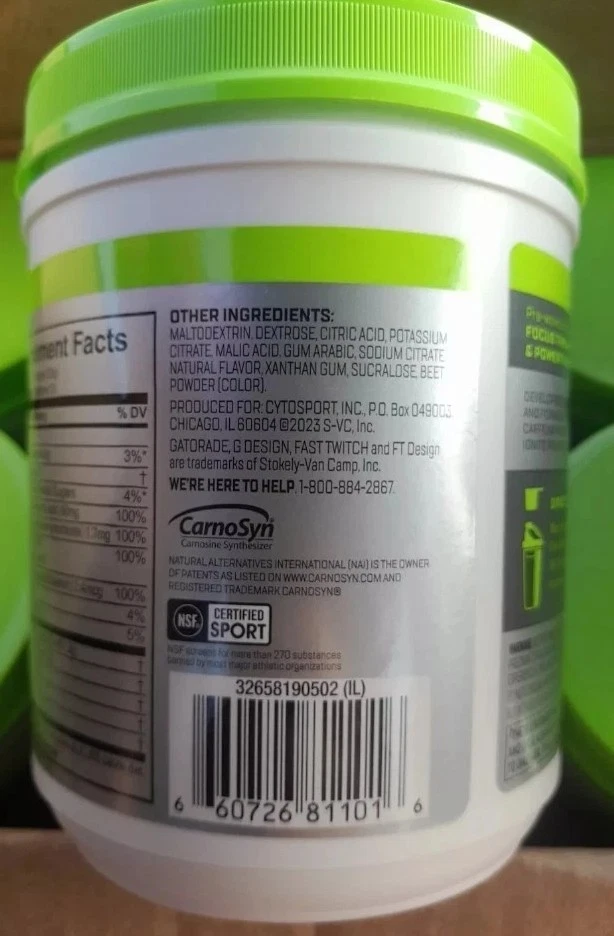 ment Facts
% DV
3%*
†
4%*
100%
100%
100%
100%
4%
5%
†
†
†
†
†
OTHER INGREDIENTS:
MALTODEXTRIN, DEXTROSE, CITRIC ACID, POTASSIUM
CITRATE, MALIC ACID, GUM ARABIC, SODIUM CITRATE,
NATURAL FLAVOR, XANTHAN GUM, SUCRALOSE, BEET
POWDER (COLOR).
PRODUCED FOR: CYTOSPORT, INC., P.O. Box 049003
CHICAGO, IL 60604 ©2023 S-VC, Inc.
GATORADE, G DESIGN, FAST TWITCH and FT Design
are trademarks of Stokely-Van Camp, Inc.
WE'RE HERE TO HELP, 1-800-884-2867.
CarnoSyn®
Carnosine Synthesizer
NATURAL ALTERNATIVES INTERNATIONAL (NAI) IS THE OWNER
OF PATENTS AS LISTED ON WWW.CARNOSYN.COM AND
REGISTERED TRADEMARK CARNOSYN®
NSF® CERTIFIED
SPORT
NSF screens for more than 270 substances
banned by most major athletic organizations
32658190502 (IL)
6 60726 81101 6
FOCUS
& POWER